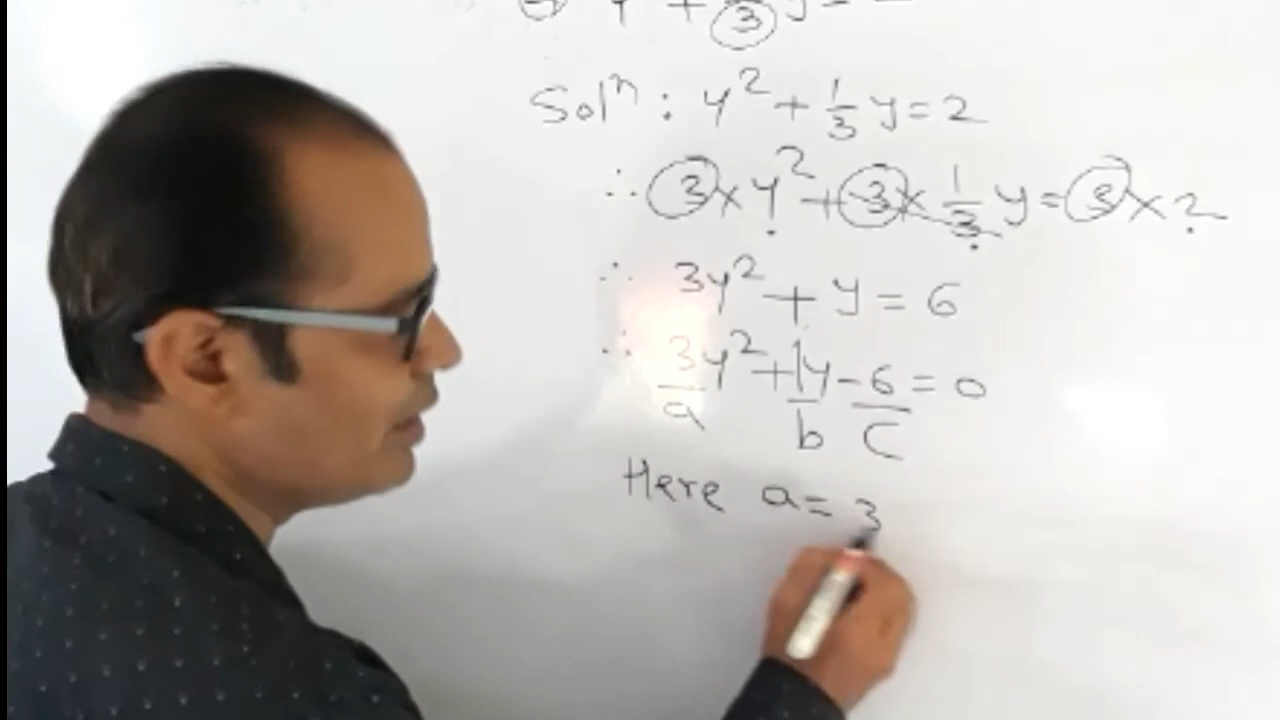 y + 3 y =
Solⁿ : y² + 1/3 y = 2
∴ 3 × y² + 3 × 1/3 y = 3 × 2
∴ 3y² + y = 6
∴ 3y² + 1y - 6 = 0
a b c
Here a = 3